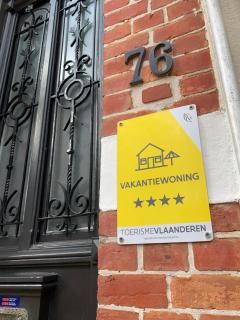 76
VAKANTIEWONING
TOERISMEVLAANDEREN